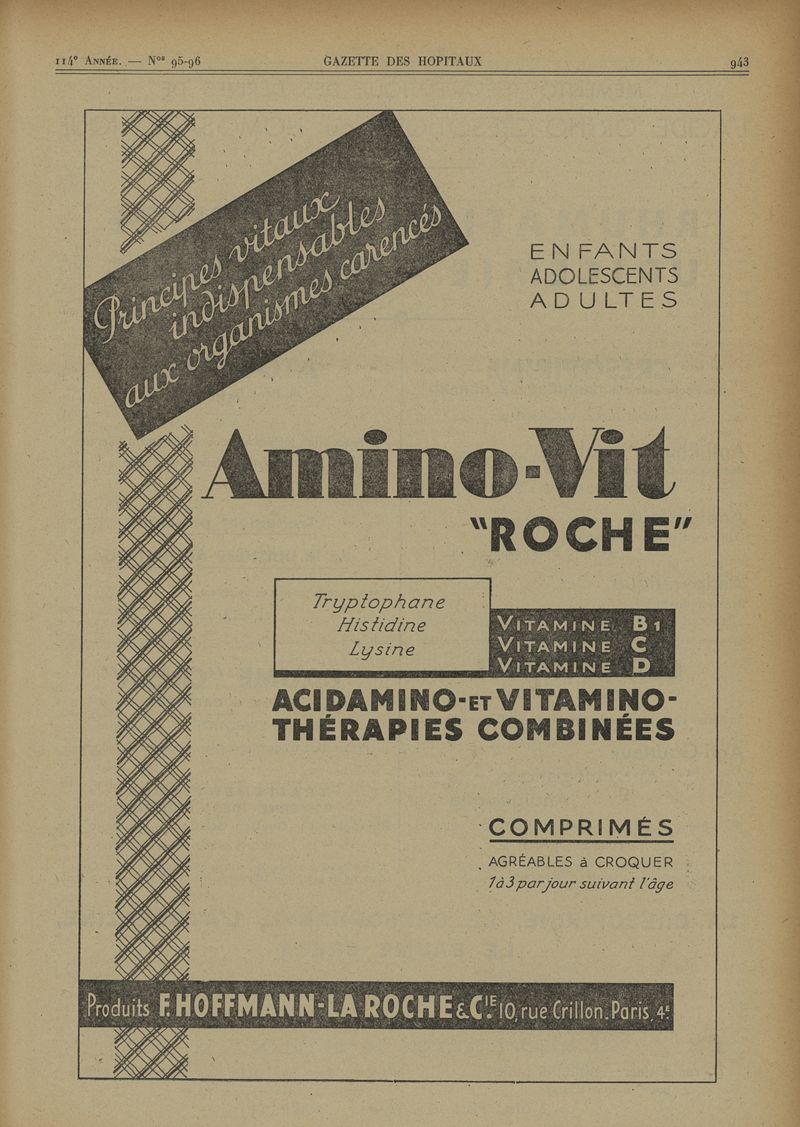 114ᵉ ANNÉE. — Nᵒˢ 95-96
GAZETTE DES HOPITAUX
943
Principes vitaux
indispensables
aux organismes carencés
ENFANTS
ADOLESCENTS
ADULTES
Amino-Vit
"ROCHE"
Tryptophane
Histidine
Lysine
VITAMINE B1
VITAMINE C
VITAMINE D
ACIDAMINO-ET VITAMINO-
THÉRAPIES COMBINÉES
COMPRIMÉS
AGRÉABLES à CROQUER
1 à 3 par jour suivant l'âge
Produits F. HOFFMANN-LA ROCHE & Cᴵᴱ. 10, rue Crillon. Paris. 4ᴱ.